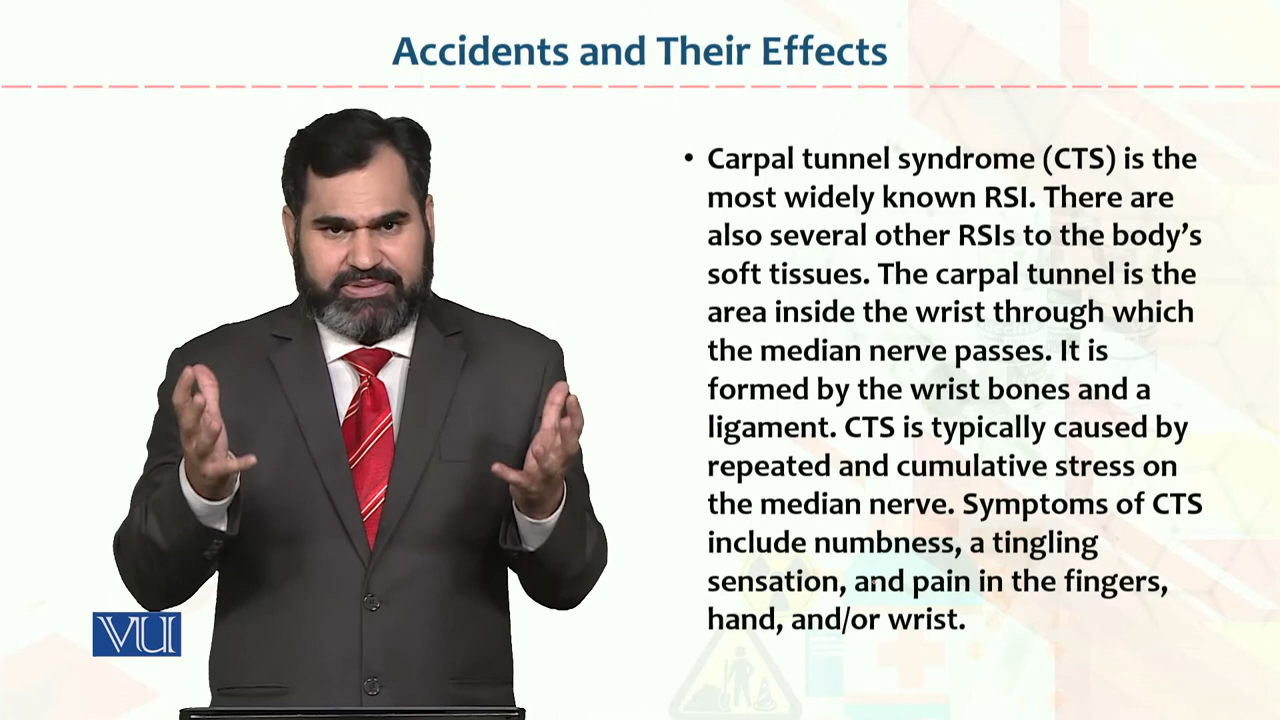 Accidents and Their Effects
• Carpal tunnel syndrome (CTS) is the
most widely known RSI. There are
also several other RSIs to the body’s
soft tissues. The carpal tunnel is the
area inside the wrist through which
the median nerve passes. It is
formed by the wrist bones and a
ligament. CTS is typically caused by
repeated and cumulative stress on
the median nerve. Symptoms of CTS
include numbness, a tingling
sensation, and pain in the fingers,
hand, and/or wrist.
VU